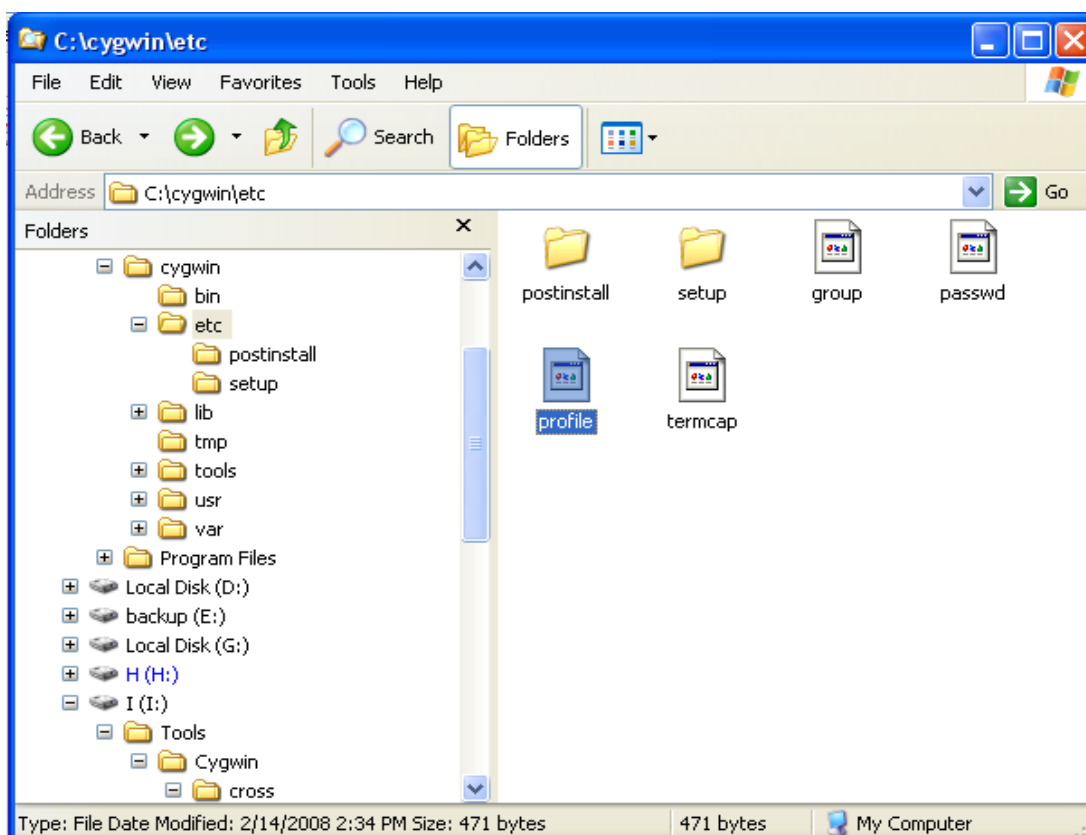 C:\cygwin\etc
File Edit View Favorites Tools Help
Back Search Folders
Address C:\cygwin\etc Go
Folders
cygwin
bin
etc
postinstall
setup
lib
tmp
tools
usr
var
Program Files
Local Disk (D:)
backup (E:)
Local Disk (G:)
H (H:)
I (I:)
Tools
Cygwin
cross
postinstall setup group passwd
profile termcap
Type: File Date Modified: 2/14/2008 2:34 PM Size: 471 bytes 471 bytes My Computer